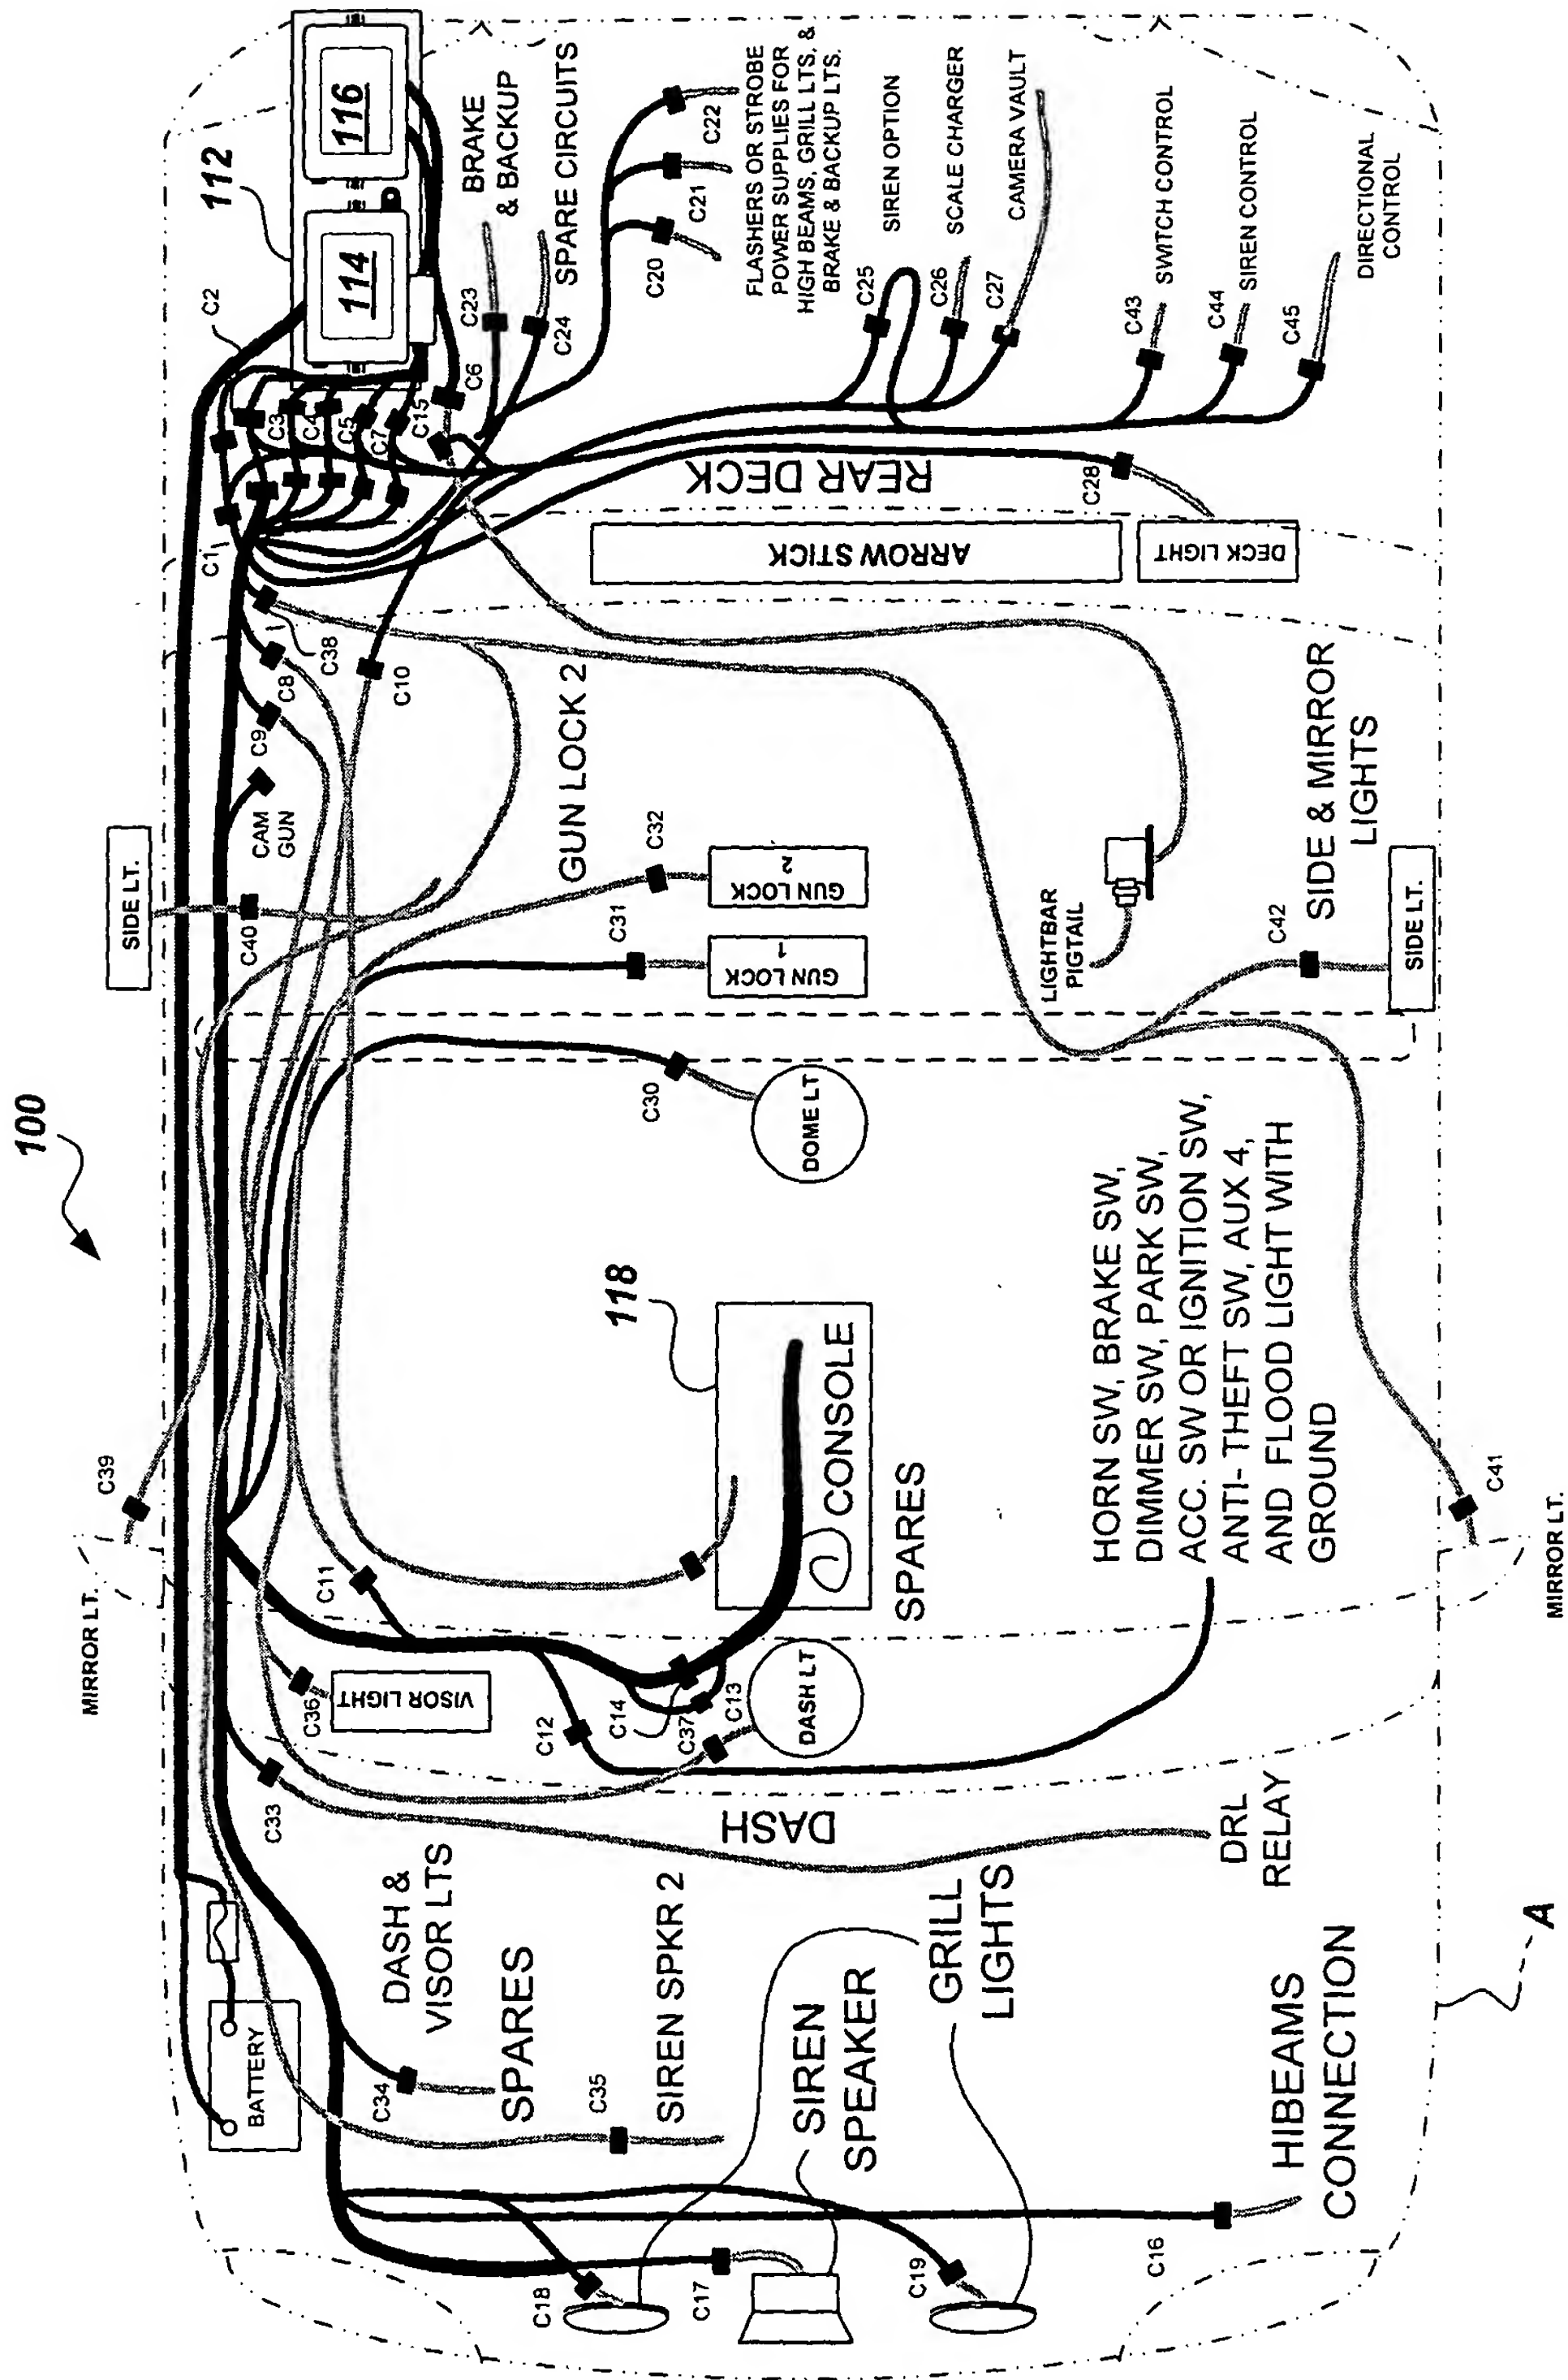 100
112
114
116
118
A
C2
C1
C3
C4
C5
C7
C15
C6
C23
BRAKE
& BACKUP
C24
SPARE CIRCUITS
C20
C21
C22
FLASHERS OR STROBE
POWER SUPPLIES FOR
HIGH BEAMS, GRILL LTS, &
BRAKE & BACKUP LTS.
C25
SIREN OPTION
C26
SCALE CHARGER
C27
CAMERA VAULT
C43
SWITCH CONTROL
C44
SIREN CONTROL
C45
DIRECTIONAL
CONTROL
REAR DECK
C28
ARROW STICK
DECK LIGHT
C38
C8
C9
C10
CAM
GUN
SIDE LT.
C40
GUN LOCK 2
C32
GUN LOCK
2
C31
GUN LOCK
1
LIGHTBAR
PIGTAIL
SIDE & MIRROR
LIGHTS
C42
SIDE LT.
C30
DOME LT
C39
MIRROR LT.
C11
CONSOLE
SPARES
HORN SW, BRAKE SW,
DIMMER SW, PARK SW,
ACC. SW OR IGNITION SW,
ANTI- THEFT SW, AUX 4,
AND FLOOD LIGHT WITH
GROUND
C41
MIRROR LT.
C36
VISOR LIGHT
C12
C14
C37
C13
DASH LT
C33
DASH
DRL
RELAY
BATTERY
DASH &
VISOR LTS
C34
SPARES
C35
SIREN SPKR 2
SIREN
SPEAKER
GRILL
LIGHTS
HIBEAMS
CONNECTION
C18
C17
C19
C16